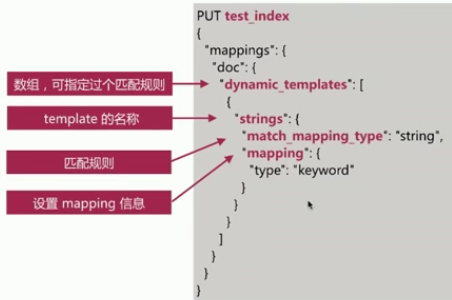 PUT test_index
{
"mappings": {
"doc": {
数组，可指定过个匹配规则
"dynamic_templates": [
{
template 的名称
"strings": {
匹配规则
"match_mapping_type": "string",
设置 mapping 信息
"mapping": {
"type": "keyword"
}
}
}
]
}
}
}